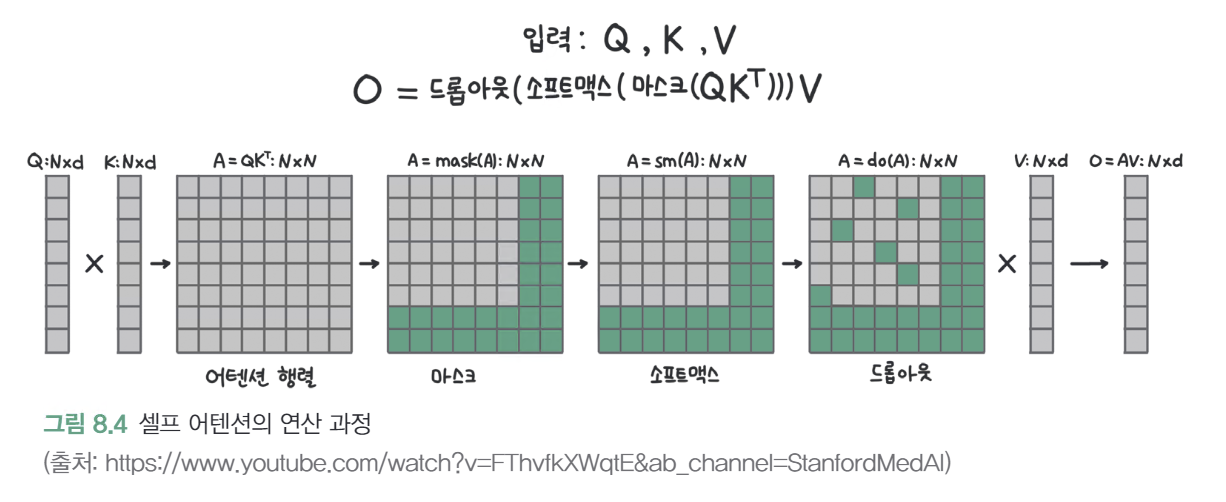 입력: Q , K , V
O = 드롭아웃(소프트맥스(마스크(QKᵀ)))V
Q:N×d K:N×d A=QKᵀ:N×N A=mask(A):N×N A=sm(A):N×N A=do(A):N×N V:N×d O=AV:N×d
× → → → → × →
어텐션 행렬 마스크 소프트맥스 드롭아웃
그림 8.4 셀프 어텐션의 연산 과정
(출처: https://www.youtube.com/watch?v=FThvfkXWqtE&ab_channel=StanfordMedAI)